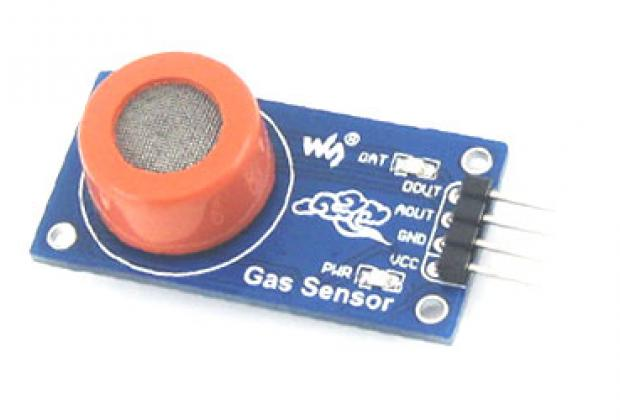 DAT
DOUT
AOUT
GND
VCC
PWR
Gas Sensor